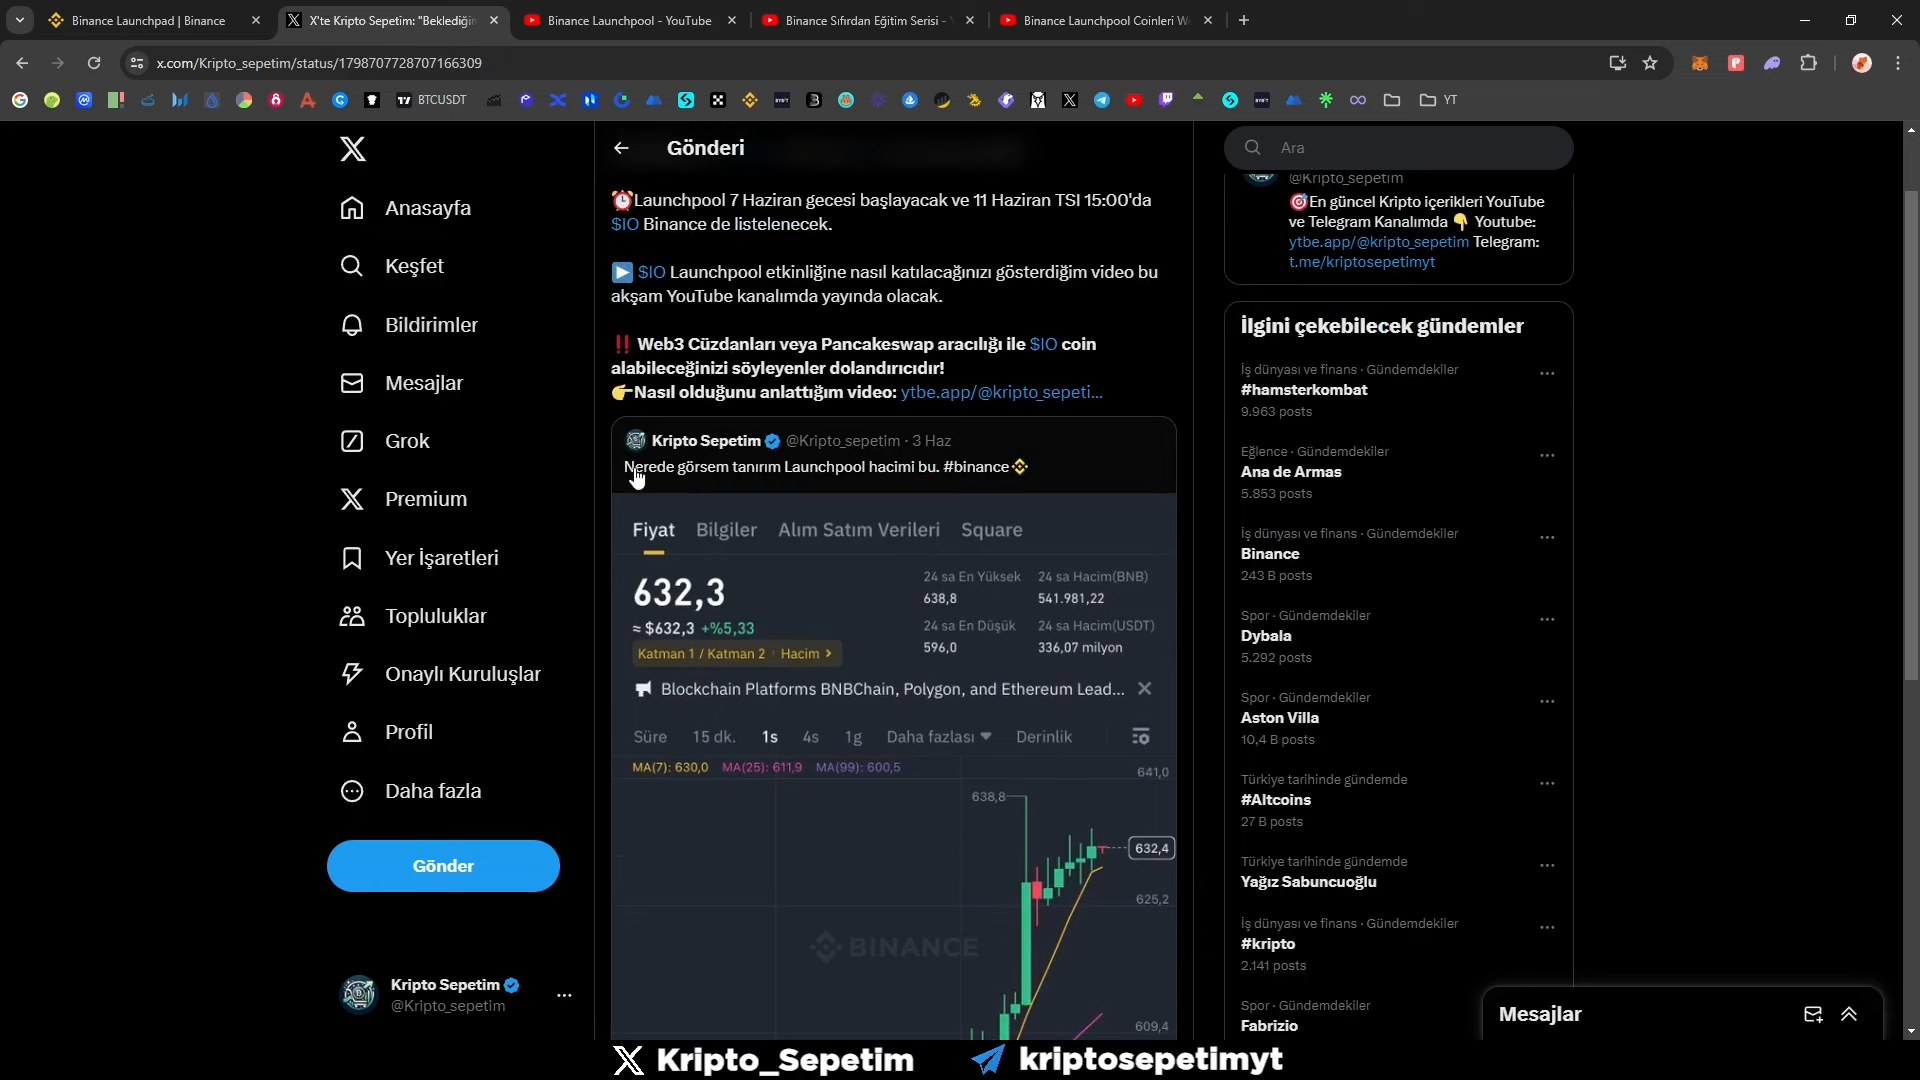 Binance Launchpad | Binance
X'te Kripto Sepetim: "Beklediğin
Binance Launchpool - YouTube
Binance Sıfırdan Eğitim Serisi -
Binance Launchpool Coinleri
x.com/Kripto_sepetim/status/1798707728707166309
BTCUSDT
YT
Anasayfa
Keşfet
Bildirimler
Mesajlar
Grok
Premium
Yer İşaretleri
Topluluklar
Onaylı Kuruluşlar
Profil
Daha fazla
Gönder
Kripto Sepetim
@Kripto_sepetim
Gönderi
Launchpool 7 Haziran gecesi başlayacak ve 11 Haziran TSI 15:00'da
$IO Binance de listelenecek.
$IO Launchpool etkinliğine nasıl katılacağınızı gösterdiğim video bu
akşam YouTube kanalımda yayında olacak.
‼️ Web3 Cüzdanları veya Pancakeswap aracılığı ile $IO coin
alabileceğinizi söyleyenler dolandırıcıdır!
👉Nasıl olduğunu anlattığım video: ytbe.app/@kripto_sepeti...
Kripto Sepetim @Kripto_sepetim · 3 Haz
Nerede görsem tanırım Launchpool hacimi bu. #binance
Fiyat Bilgiler Alım Satım Verileri Square
632,3
≈ $632,3 +%5,33
Katman 1 / Katman 2 Hacim >
24 sa En Yüksek
638,8
24 sa Hacim(BNB)
541.981,22
24 sa En Düşük
596,0
24 sa Hacim(USDT)
336,07 milyon
Blockchain Platforms BNBChain, Polygon, and Ethereum Lead...
Süre 15 dk. 1s 4s 1g Daha fazlası Derinlik
MA(7): 630,0 MA(25): 611,9 MA(99): 600,5
641,0
638,8
632,4
625,2
BINANCE
609,4
Ara
@Kripto_sepetim
🎯En güncel Kripto içerikleri YouTube
ve Telegram Kanalımda 👇 Youtube:
ytbe.app/@kripto_sepetim Telegram:
t.me/kriptosepetimyt
İlgini çekebilecek gündemler
İş dünyası ve finans · Gündemdekiler
#hamsterkombat
9.963 posts
Eğlence · Gündemdekiler
Ana de Armas
5.853 posts
İş dünyası ve finans · Gündemdekiler
Binance
243 B posts
Spor · Gündemdekiler
Dybala
5.292 posts
Spor · Gündemdekiler
Aston Villa
10,4 B posts
Türkiye tarihinde gündemde
#Altcoins
27 B posts
Türkiye tarihinde gündemde
Yağız Sabuncuoğlu
İş dünyası ve finans · Gündemdekiler
#kripto
2.141 posts
Spor · Gündemdekiler
Fabrizio
Mesajlar
Kripto_Sepetim
kriptosepetimyt